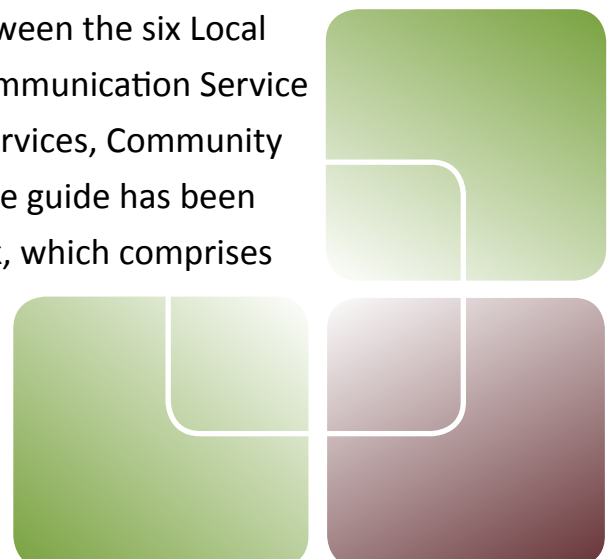 ween the six Local
mmunication Service
rvices, Community
e guide has been
, which comprises